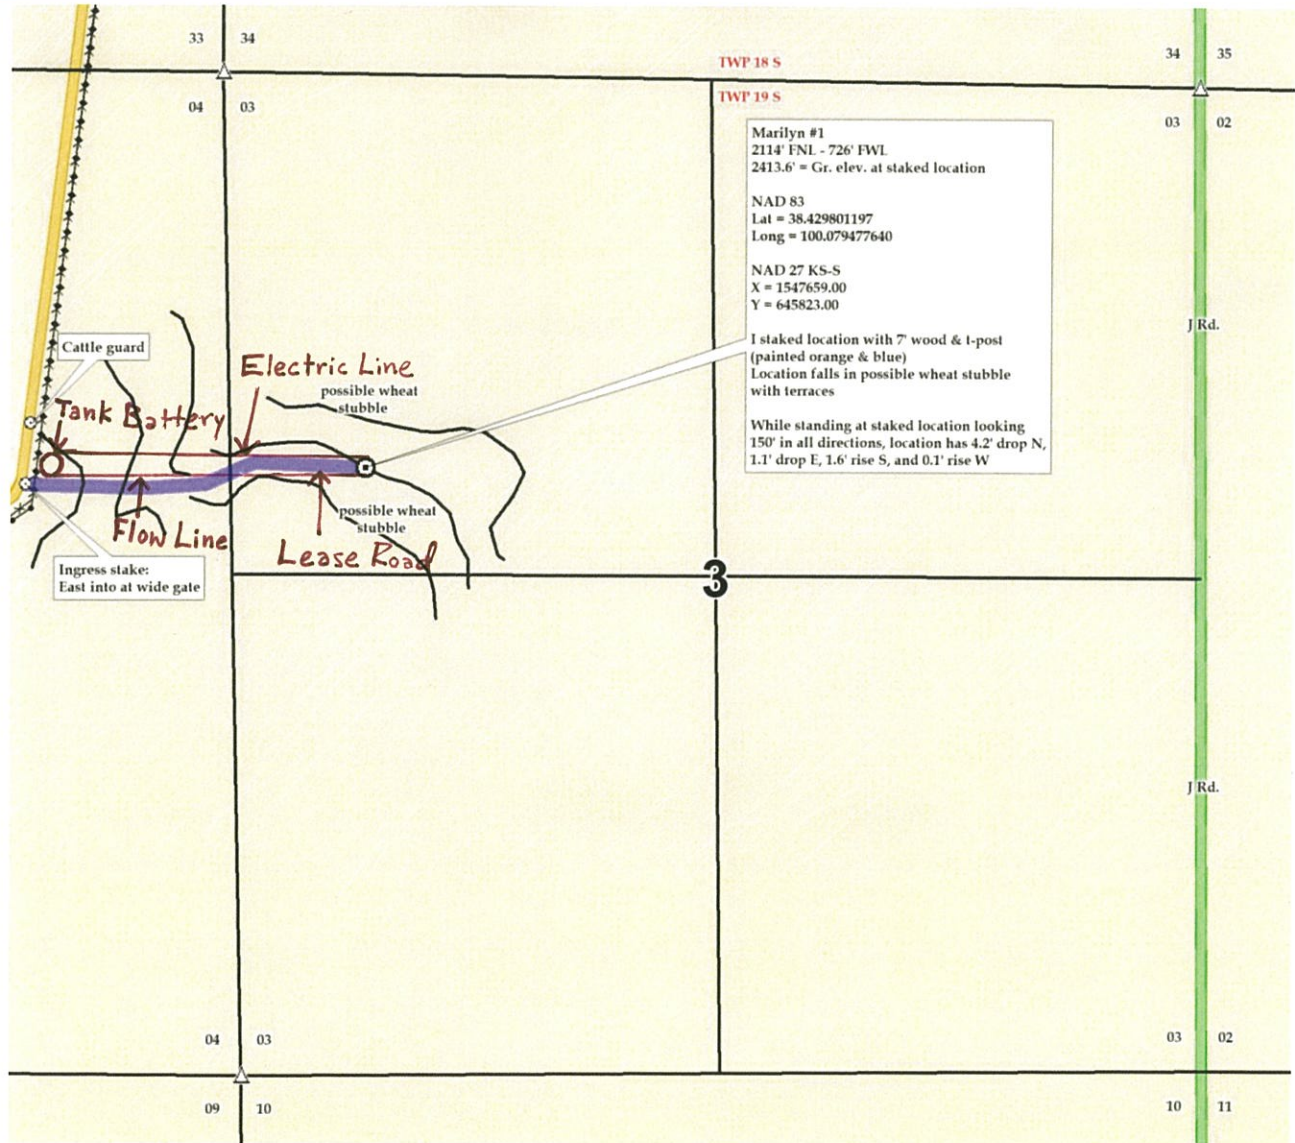 33 34
34 35
TWP 18 S
TWP 19 S
04 03
03 02
Marilyn #1
2114' FNL - 726' FWL
2413.6' = Gr. elev. at staked location
NAD 83
Lat = 38.429801197
Long = 100.079477640
NAD 27 KS-S
X = 1547659.00
Y = 645823.00
I staked location with 7' wood & t-post
(painted orange & blue)
Location falls in possible wheat stubble
with terraces
While standing at staked location looking
150' in all directions, location has 4.2' drop N,
1.1' drop E, 1.6' rise S, and 0.1' rise W
J Rd.
Cattle guard
Electric Line
possible wheat
stubble
Tank Battery
possible wheat
stubble
Flow Line
Lease Road
Ingress stake:
East into at wide gate
3
J Rd.
04 03
03 02
09 10
10 11